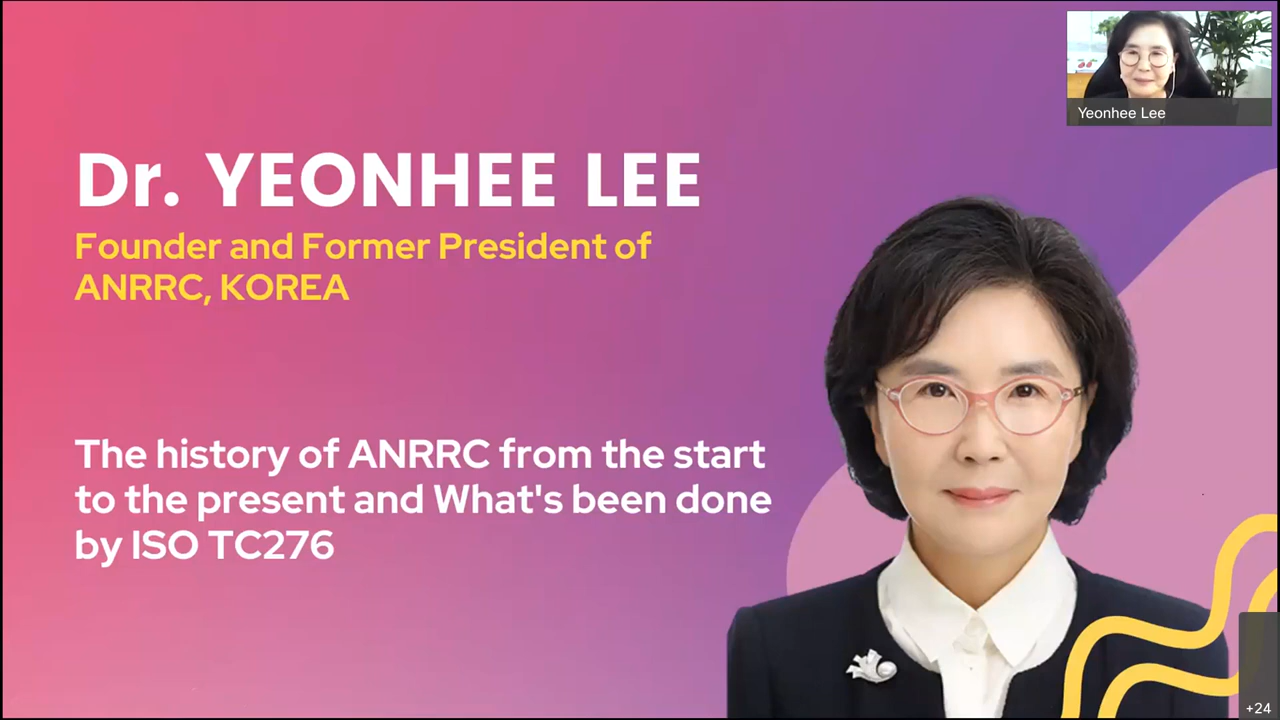 Yeonhee Lee
Dr. YEONHEE LEE
Founder and Former President of
ANRRC, KOREA
The history of ANRRC from the start
to the present and What's been done
by ISO TC276
+24